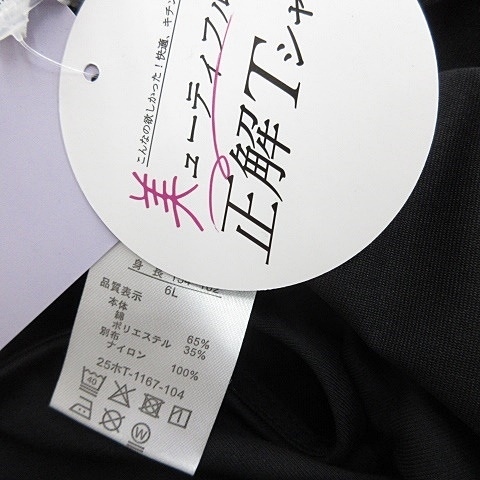 こんなの欲しかった!快適、キチン
美ューティフル
正解Tシャ
身長 154-162
品質表示 6L
本体
綿 65%
ポリエステル 35%
別布
ナイロン 100%
25ホT-1167-104
40
W